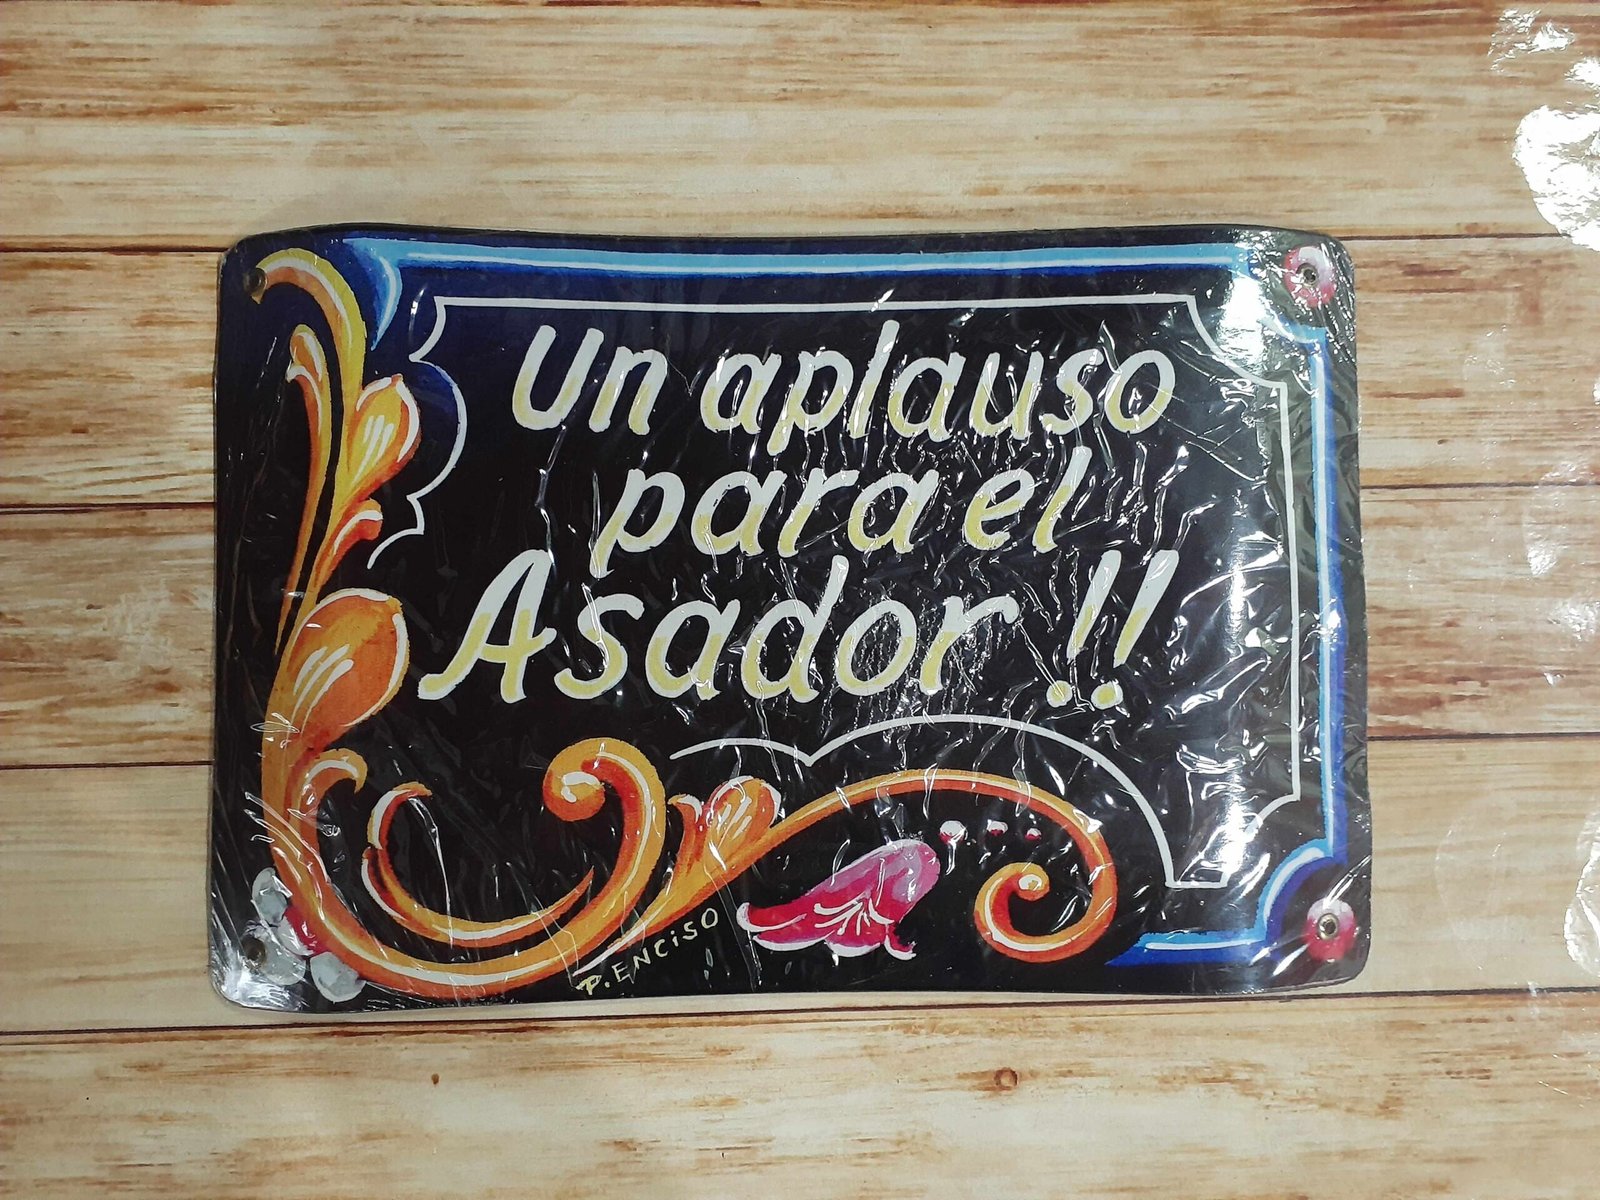 Un aplauso
para el
Asador !!
P. ENCISO